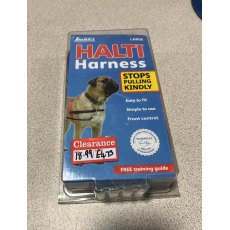 LARGE
HALTI
Harness
STOPS
PULLING
KINDLY
Easy to fit
Simple to use
Front control
Clearance
FREE training guide